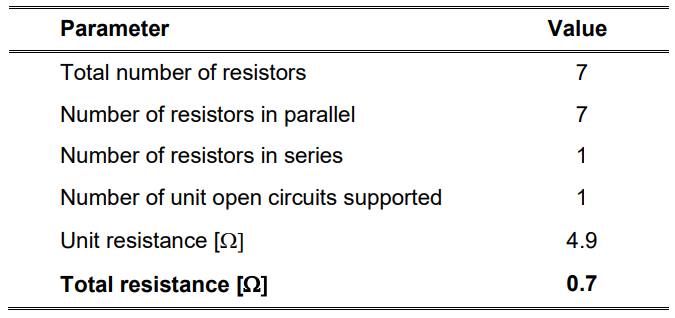 Parameter Value
Total number of resistors 7
Number of resistors in parallel 7
Number of resistors in series 1
Number of unit open circuits supported 1
Unit resistance [Ω] 4.9
Total resistance [Ω] 0.7